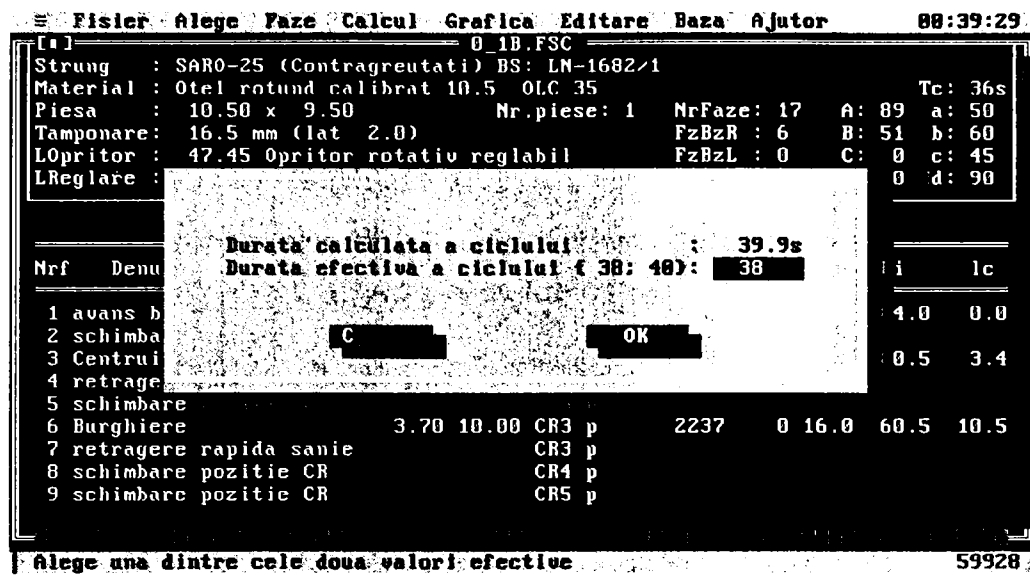 ≡ Fisier Alege Faze Calcul Grafica Editare Baza Ajutor 00:39:29
[■] 0_1B.FSC
Strung : SARO-25 (Contragreutati) BS: LN-1682/1
Material : Otel rotund calibrat 10.5 OLC 35 Tc: 36s
Piesa : 10.50 x 9.50 Nr.piese: 1 NrFaze: 17 A: 89 a: 50
Tamponare: 16.5 mm (lat 2.0) FzBzR : 6 B: 51 b: 60
LOpritor : 47.45 Opritor rotativ reglabil FzBzL : 0 C: 0 c: 45
LReglare : 0 d: 90
Durata calculata a ciclului : 39.9s
Durata efectiva a ciclului { 38; 40}: 38
Nrf Denu i lc
1 avans b 4.0 0.0
2 schimba C OK
3 Centrui 0.5 3.4
4 retrage
5 schimbare
6 Burghiere 3.70 10.00 CR3 p 2237 0 16.0 60.5 10.5
7 retragere rapida sanie CR3 p
8 schimbare pozitie CR CR4 p
9 schimbare pozitie CR CR5 p
Alege una dintre cele doua valori efective 59928